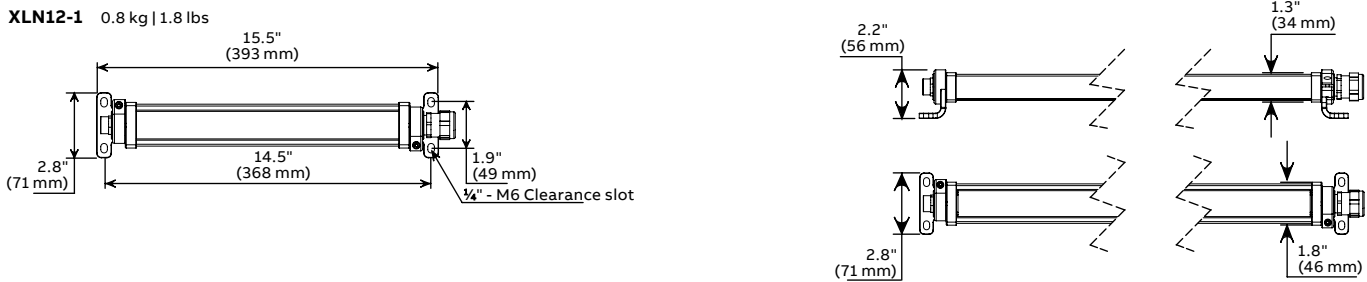 XLN12-1 0.8 kg | 1.8 lbs
15.5"
(393 mm)
2.8"
(71 mm)
14.5"
(368 mm)
1.9"
(49 mm)
¼" - M6 Clearance slot
2.2"
(56 mm)
1.3"
(34 mm)
2.8"
(71 mm)
1.8"
(46 mm)